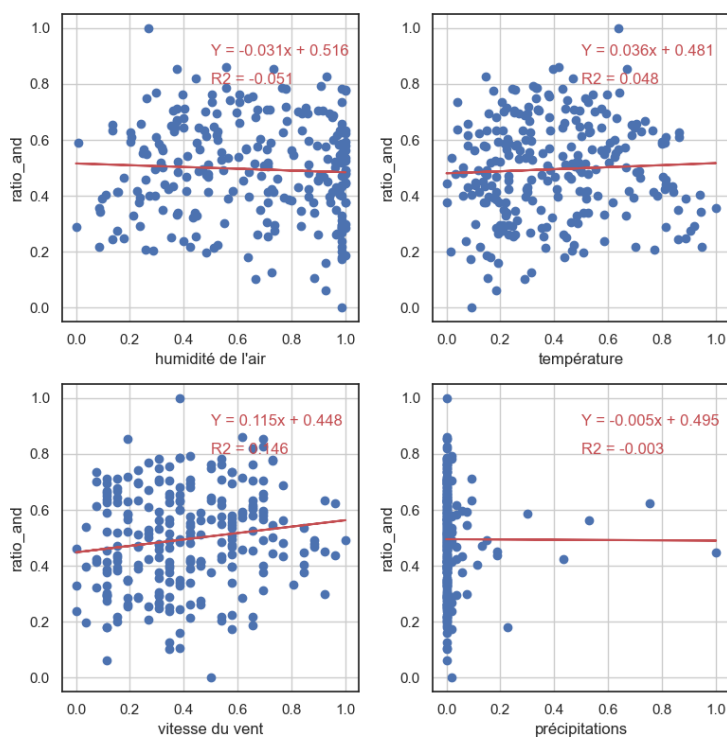 1.0
0.8
0.6
0.4
0.2
0.0
ratio_and
Y = -0.031x + 0.516
R2 = -0.051
0.0 0.2 0.4 0.6 0.8 1.0
humidité de l'air
1.0
0.8
0.6
0.4
0.2
0.0
ratio_and
Y = 0.036x + 0.481
R2 = 0.048
0.0 0.2 0.4 0.6 0.8 1.0
température
1.0
0.8
0.6
0.4
0.2
0.0
ratio_and
Y = 0.115x + 0.448
R2 = 0.146
0.0 0.2 0.4 0.6 0.8 1.0
vitesse du vent
1.0
0.8
0.6
0.4
0.2
0.0
ratio_and
Y = -0.005x + 0.495
R2 = -0.003
0.0 0.2 0.4 0.6 0.8 1.0
précipitations